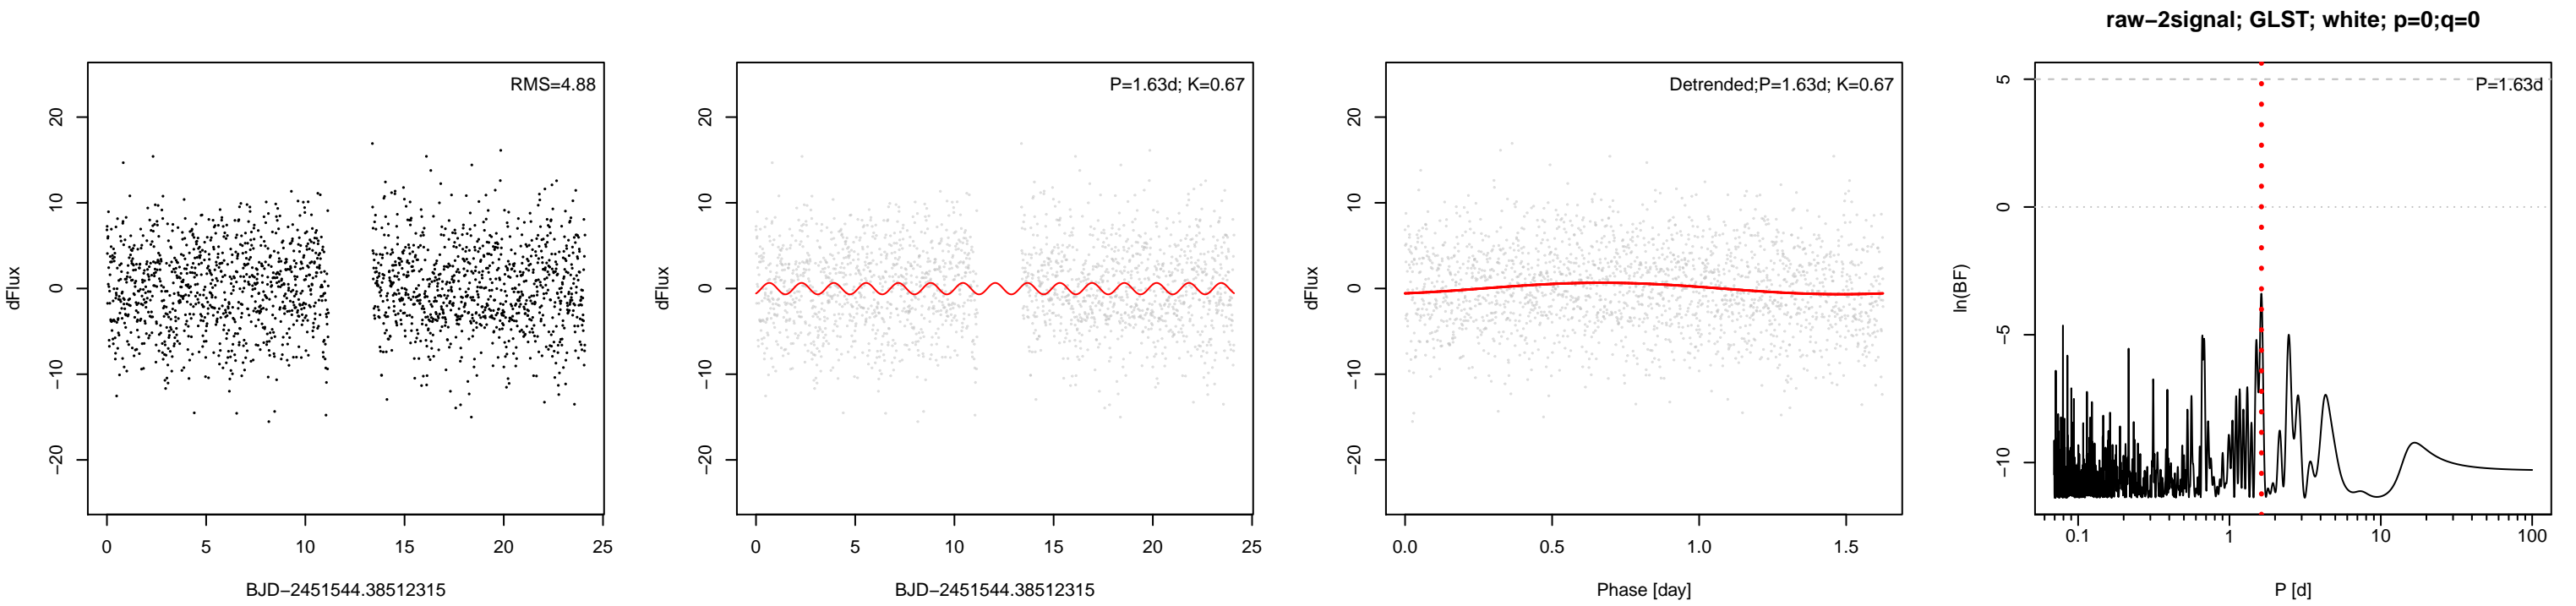 raw−2signal; GLST; white; p=0;q=0
RMS=4.88
dFlux
20
10
0
−10
−20
0 5 10 15 20 25
BJD−2451544.38512315
P=1.63d; K=0.67
dFlux
20
10
0
−10
−20
0 5 10 15 20 25
BJD−2451544.38512315
Detrended;P=1.63d; K=0.67
dFlux
20
10
0
−10
−20
0.0 0.5 1.0 1.5
Phase [day]
P=1.63d
ln(BF)
5
0
−5
−10
0.1 1 10 100
P [d]